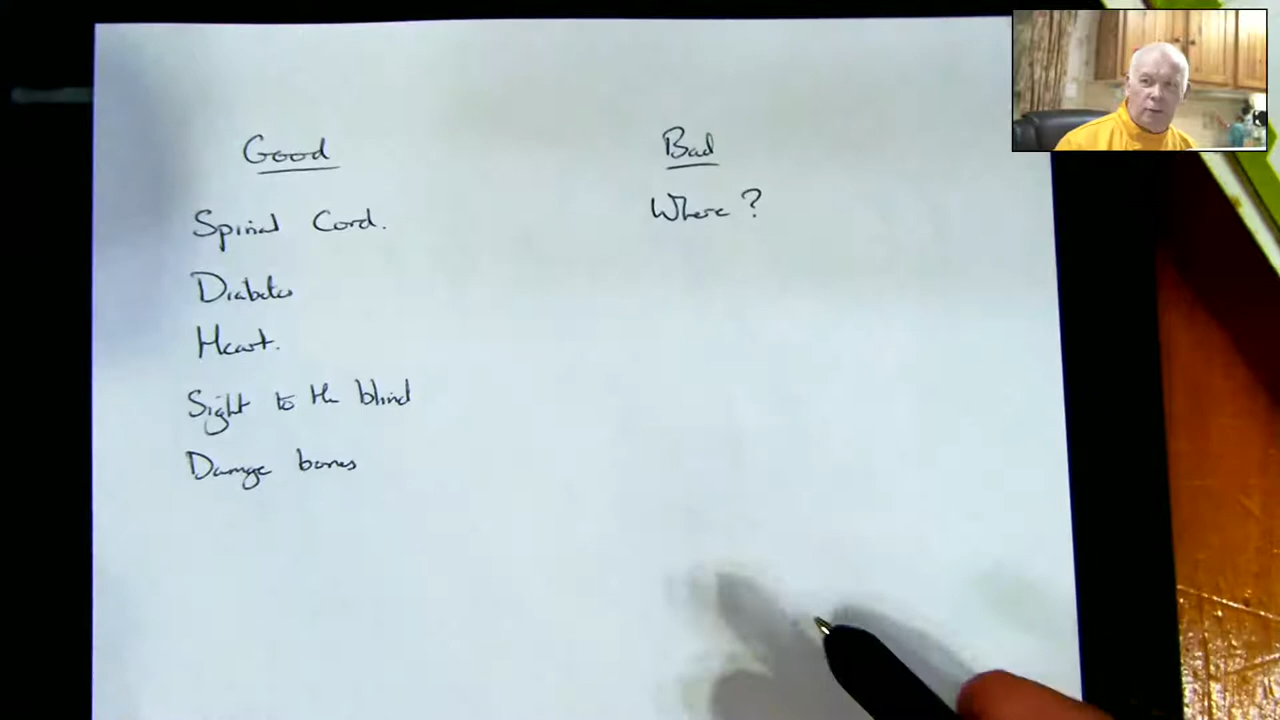 Good
Spinal Cord.
Diabetes
Heart.
Sight to the blind
Damage bones
Bad
Where?